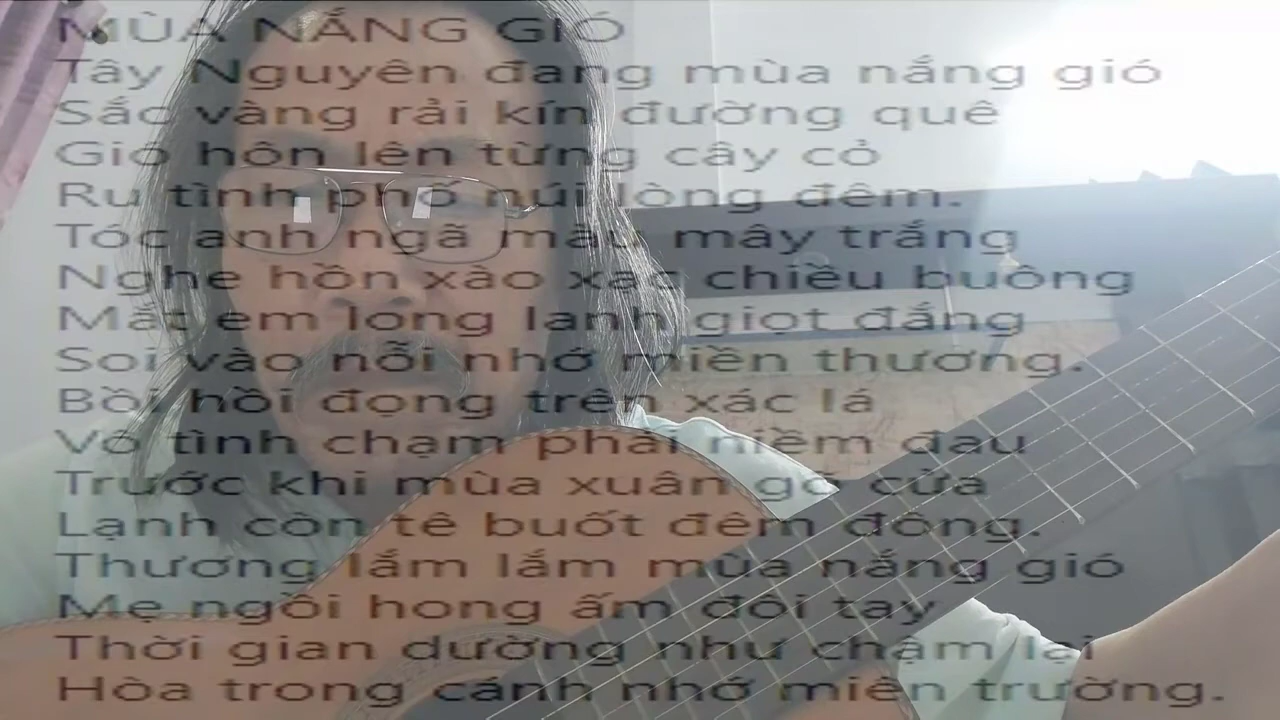 MÙA NẮNG GIÓ
Tây Nguyên đang mùa nắng gió
Sắc vàng rải kín đường quê
Gió hôn lên từng cây cỏ
Ru tình phố núi lòng đêm.
Tóc anh ngã màu mây trắng
Nghe hồn xào xạc chiều buông
Mắt em lóng lanh giọt đắng
Soi vào nỗi nhớ miền thương.
Bồi hồi đọng trên xác lá
Vô tình chạm phải niềm đau
Trước khi mùa xuân gõ cửa
Lạnh còn tê buốt đêm đông.
Thương lắm lắm mùa nắng gió
Mẹ ngồi hong ấm đôi tay
Thời gian dường như chậm lại
Hòa trong cánh nhớ miên trường.